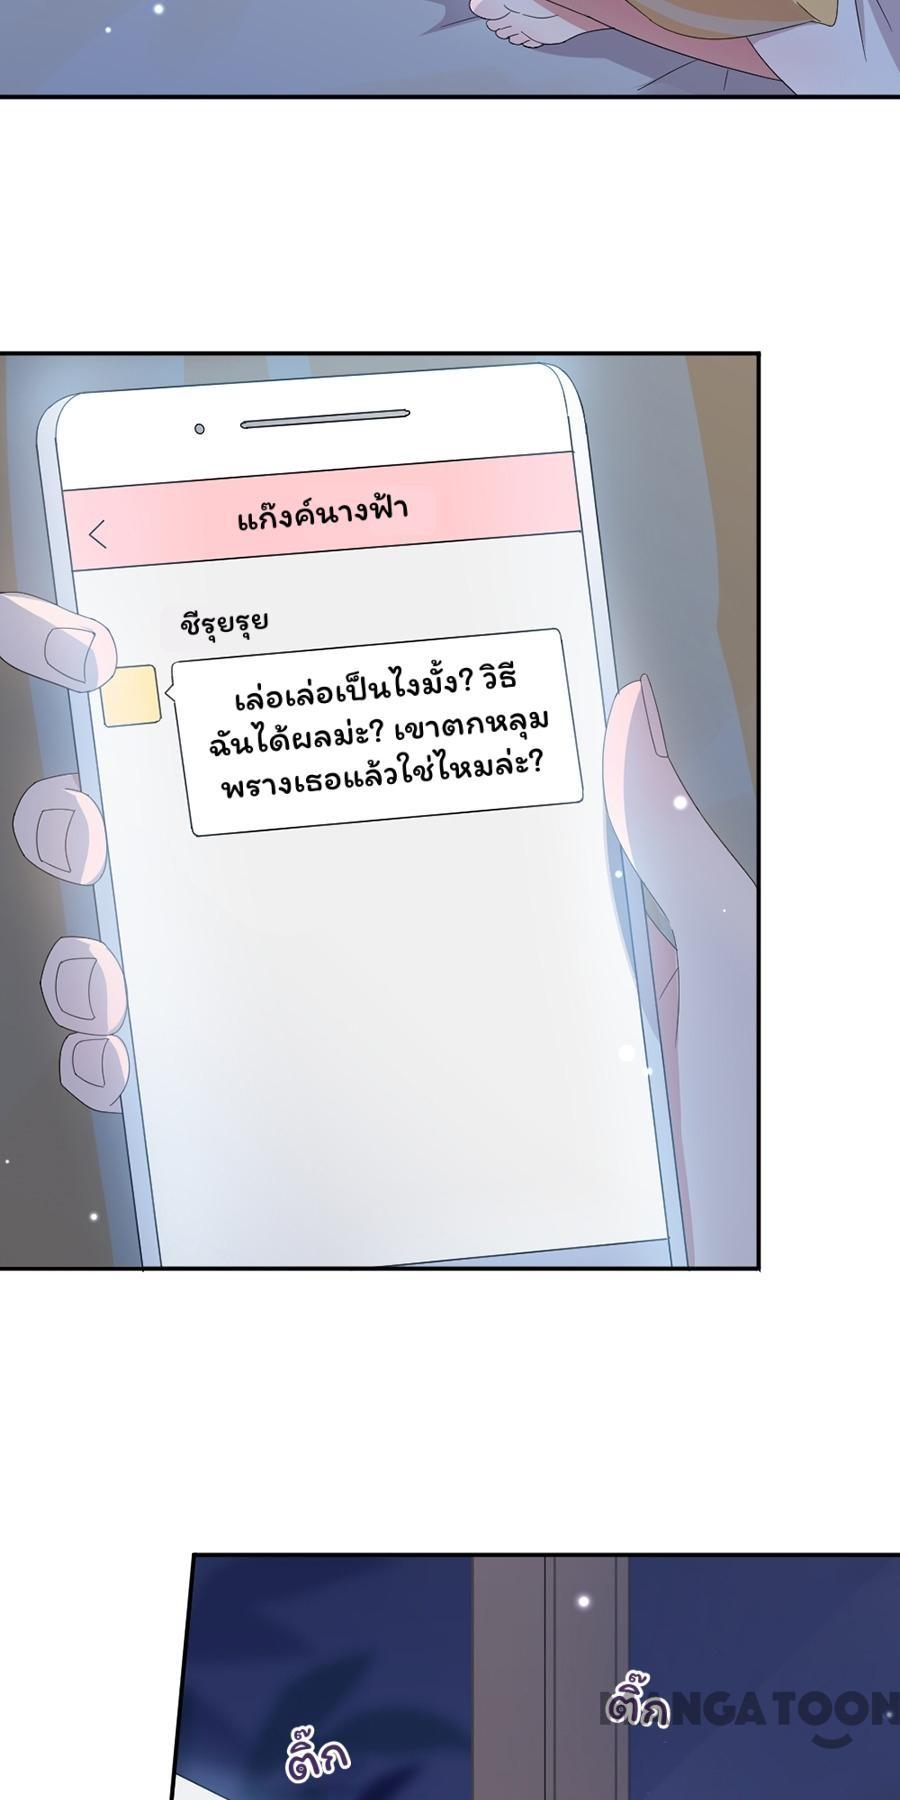 แก๊งค์นางฟ้า
ชีรุยรุย
เล่อเล่อเป็นไงมั้ง? วิธี
ฉันได้ผลม่ะ? เขาตกหลุม
พรางเธอแล้วใช่ไหมล่ะ?
ติ๊ก
MANGATOON
ติ๊ก